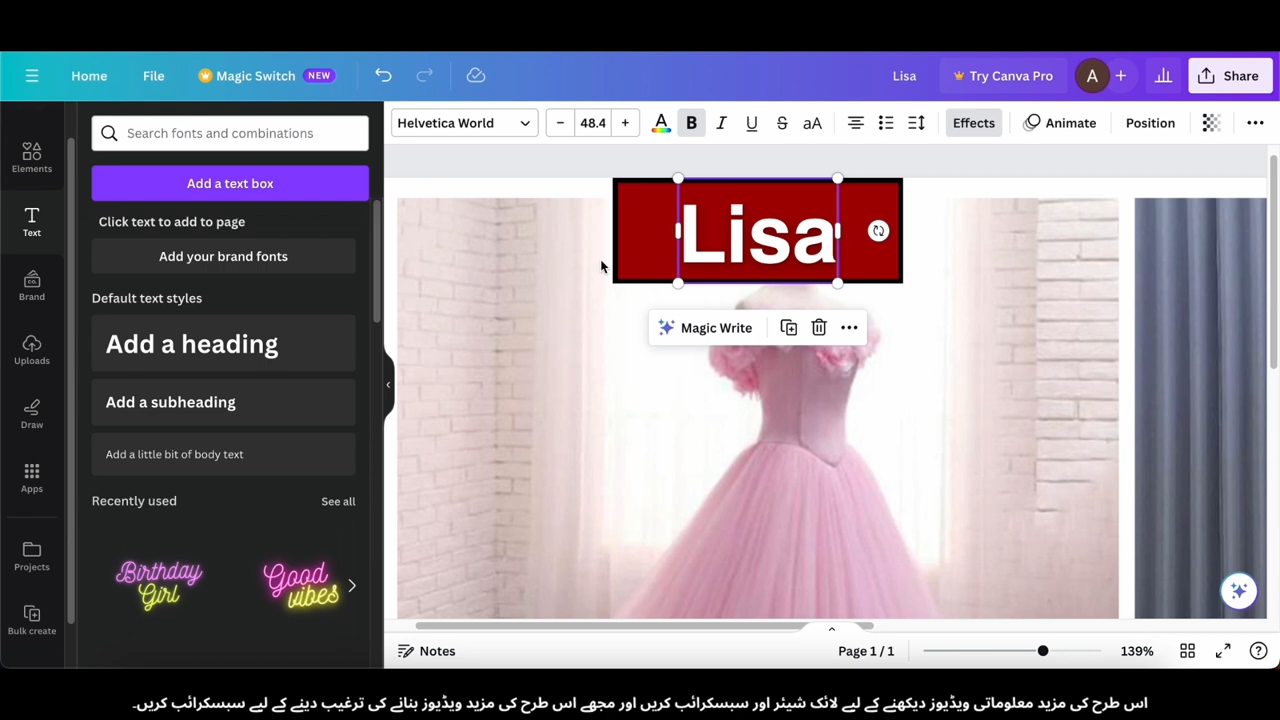 Home File Magic Switch NEW Lisa Try Canva Pro A Share
Search fonts and combinations
Helvetica World 48.4 A B I U S aA Effects Animate Position
Elements
Add a text box
Text
Click text to add to page
Add your brand fonts
Lisa
Brand
Default text styles
Add a heading
Magic Write
Uploads
Add a subheading
Draw
Add a little bit of body text
Apps
Recently used See all
Birthday Girl
Good vibes
Projects
Bulk create
Notes Page 1 / 1 139%
اس طرح کی مزید معلوماتی ویڈیوز دیکھنے کے لیے لائک شیئر اور سبسکرائب کریں اور مجھے اس طرح کی مزید ویڈیوز بنانے کی ترغیب دینے کے لیے سبسکرائب کریں۔